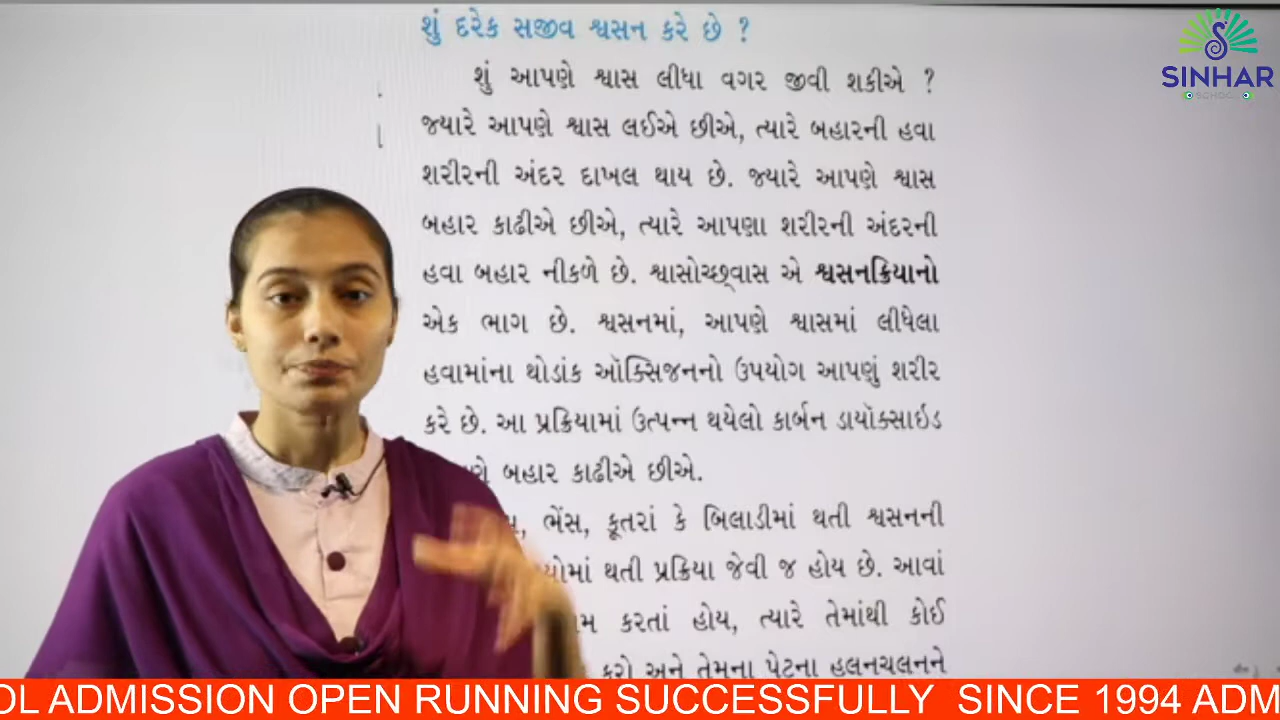 શું દરેક સજીવ શ્વસન કરે છે ?
શું આપણે શ્વાસ લીધા વગર જીવી શકીએ ?
જ્યારે આપણે શ્વાસ લઈએ છીએ, ત્યારે બહારની હવા
શરીરની અંદર દાખલ થાય છે. જ્યારે આપણે શ્વાસ
બહાર કાઢીએ છીએ, ત્યારે આપણા શરીરની અંદરની
હવા બહાર નીકળે છે. શ્વાસોચ્છ્વાસ એ શ્વસનક્રિયાનો
એક ભાગ છે. શ્વસનમાં, આપણે શ્વાસમાં લીધેલા
હવામાંના થોડાંક ઑક્સિજનનો ઉપયોગ આપણું શરીર
કરે છે. આ પ્રક્રિયામાં ઉત્પન્ન થયેલો કાર્બન ડાયૉક્સાઇડ
બહાર કાઢીએ છીએ.
ભેંસ, કૂતરાં કે બિલાડીમાં થતી શ્વસનની
થતી પ્રક્રિયા જેવી જ હોય છે. આવાં
કરતાં હોય, ત્યારે તેમાંથી કોઈ
કરો અને તેમના પેટના હલનચલનને
SINHAR
SCHOOL
ADMISSION OPEN RUNNING SUCCESSFULLY SINCE 1994